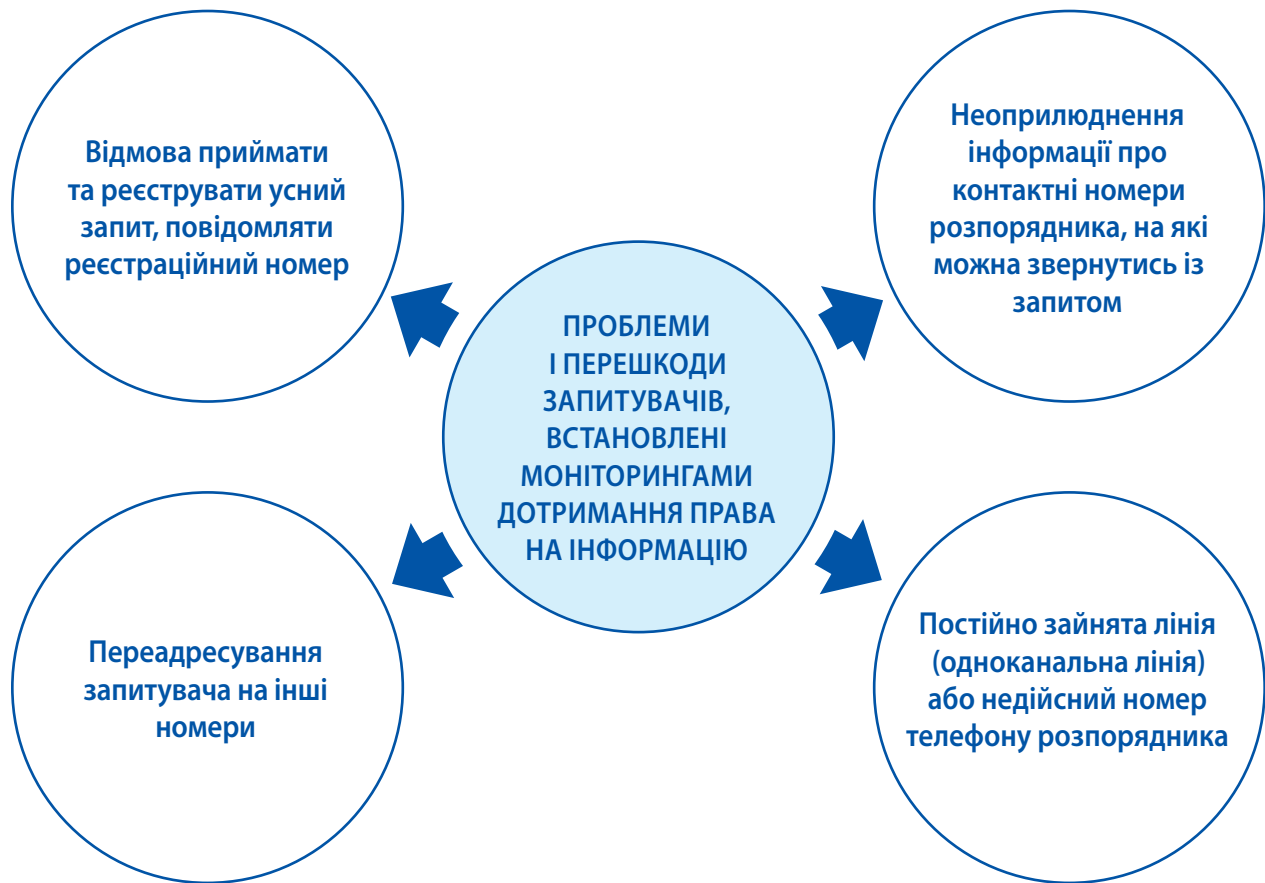 Відмова приймати
та реєструвати усний
запит, повідомляти
реєстраційний номер
Неоприлюднення
інформації про
контактні номери
розпорядника, на які
можна звернутись із
запитом
ПРОБЛЕМИ
І ПЕРЕШКОДИ
ЗАПИТУВАЧІВ,
ВСТАНОВЛЕНІ
МОНІТОРИНГАМИ
ДОТРИМАННЯ ПРАВА
НА ІНФОРМАЦІЮ
Переадресування
запитувача на інші
номери
Постійно зайнята лінія
(одноканальна лінія)
або недійсний номер
телефону розпорядника